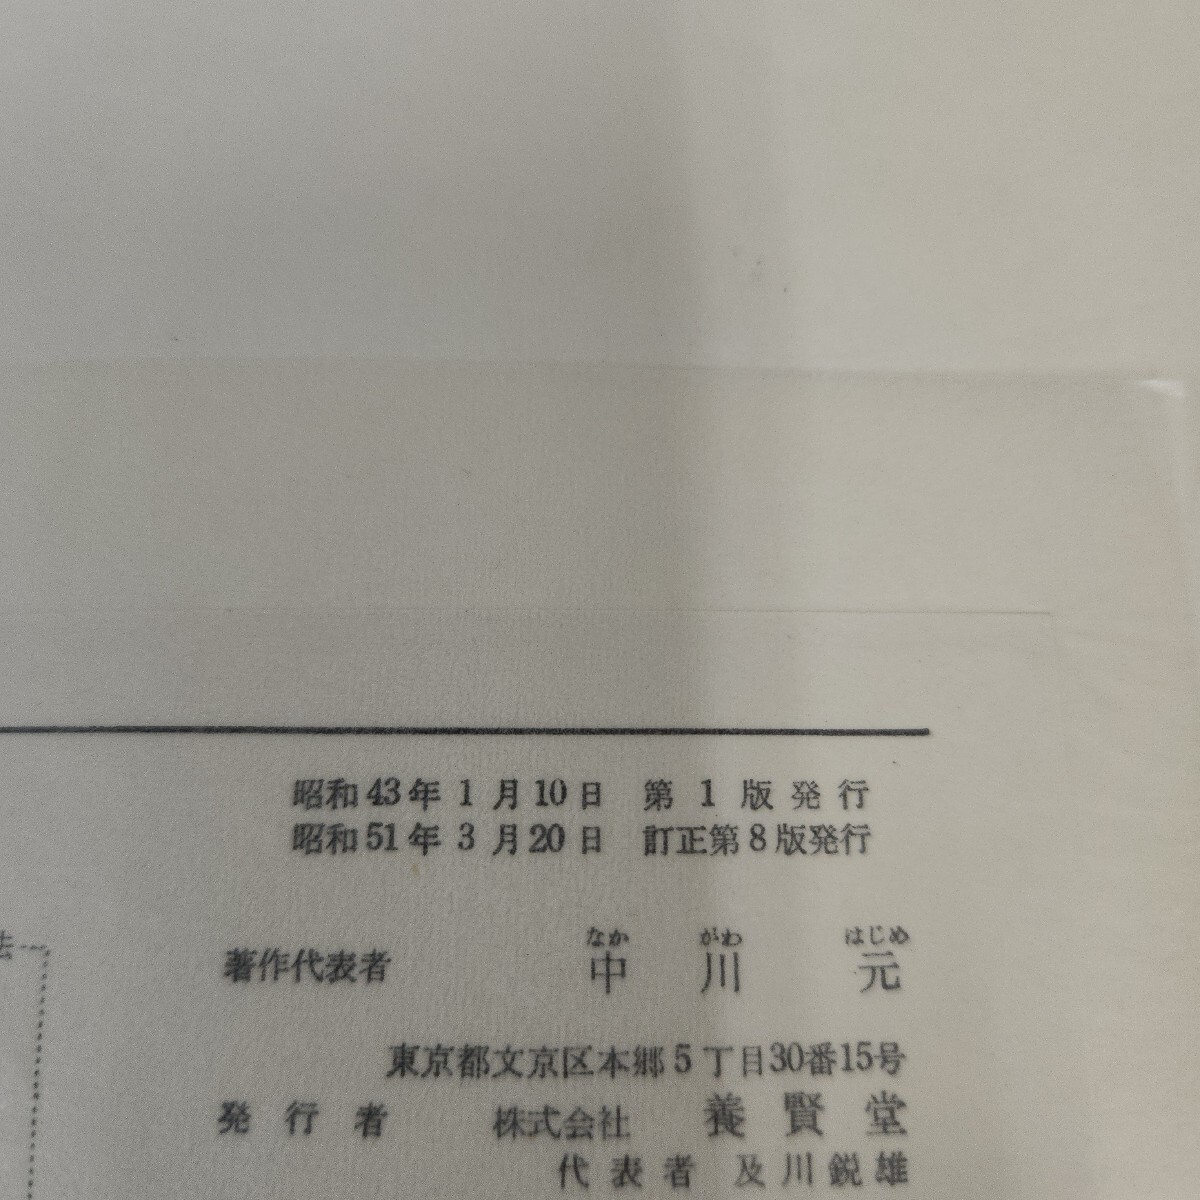 昭和43年1月10日 第1版発行
昭和51年3月20日 訂正第8版発行
法
なか がわ はじめ
著作代表者 中川元
東京都文京区本郷5丁目30番15号
発行者 株式会社 養賢堂
代表者 及川鋭雄